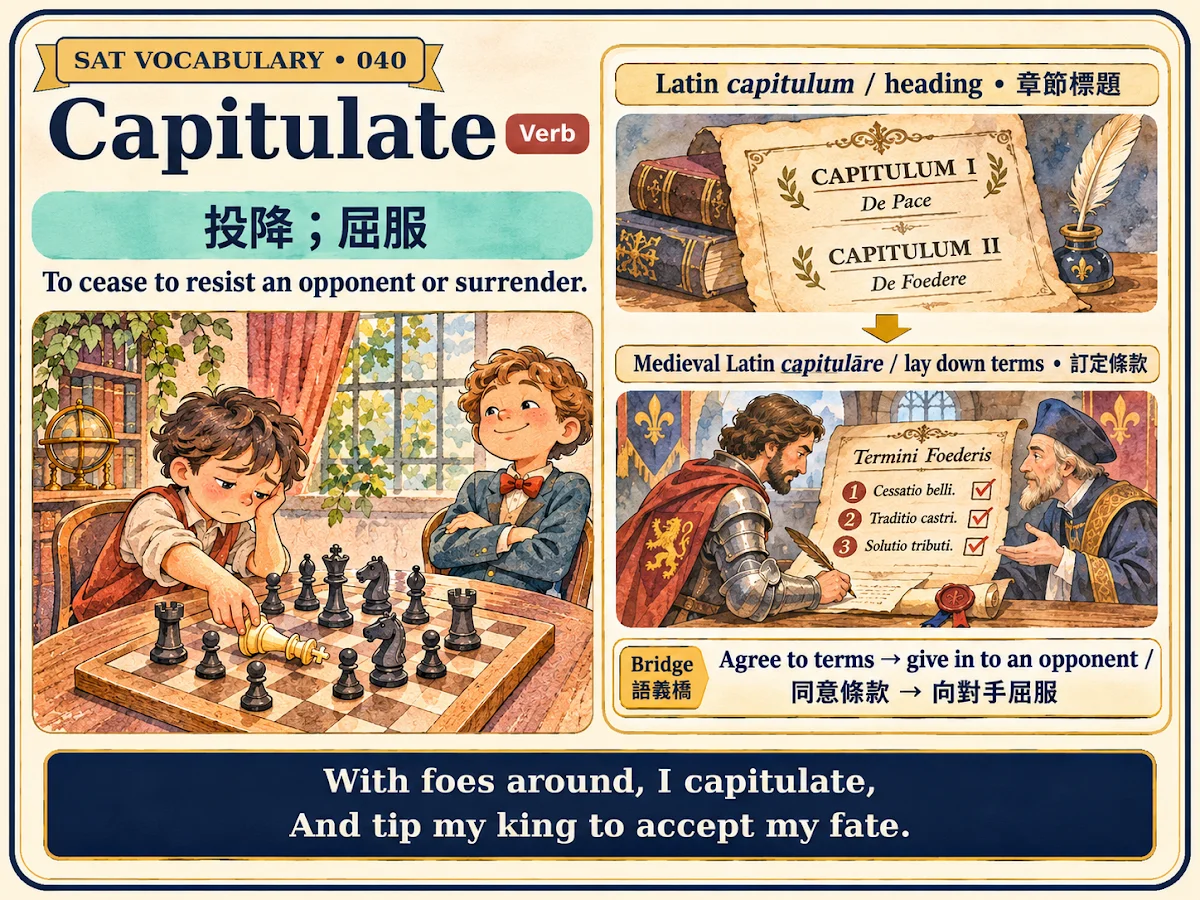 SAT VOCABULARY • 040
Capitulate
Verb
投降；屈服
To cease to resist an opponent or surrender.
Latin capitulum / heading • 章節標題
CAPITULUM I
De Pace
CAPITULUM II
De Foedere
Medieval Latin capitulāre / lay down terms • 訂定條款
Termini Foederis
1 Cessatio belli.
2 Traditio castri.
3 Solutio tributi.
Bridge
語義橋
Agree to terms → give in to an opponent /
同意條款 → 向對手屈服
With foes around, I capitulate,
And tip my king to accept my fate.